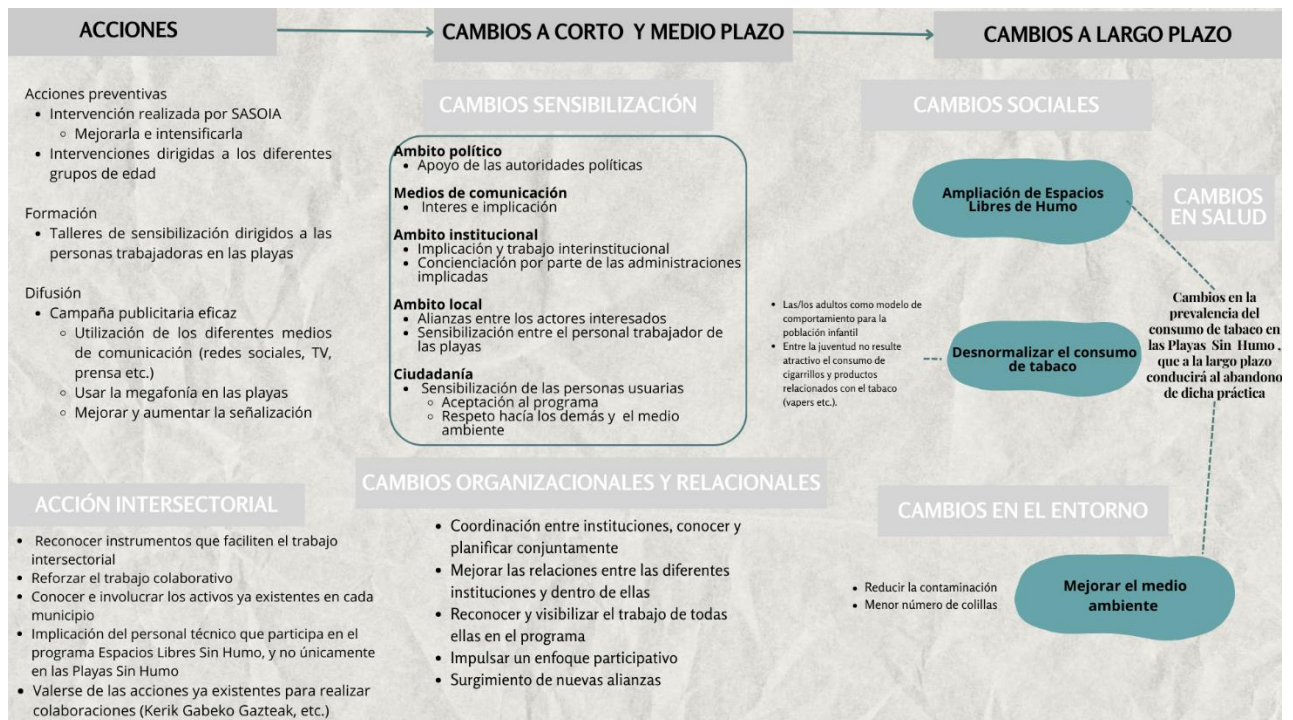 ACCIONES
CAMBIOS A CORTO Y MEDIO PLAZO
CAMBIOS A LARGO PLAZO
Acciones preventivas
• Intervención realizada por SASOIA
◦ Mejorarla e intensificarla
• Intervenciones dirigidas a los diferentes
grupos de edad
Formación
• Talleres de sensibilización dirigidos a las
personas trabajadoras en las playas
Difusión
• Campaña publicitaria eficaz
◦ Utilización de los diferentes medios
de comunicación (redes sociales, TV,
prensa etc.)
◦ Usar la megafonía en las playas
◦ Mejorar y aumentar la señalización
ACCIÓN INTERSECTORIAL
• Reconocer instrumentos que faciliten el trabajo
intersectorial
• Reforzar el trabajo colaborativo
• Conocer e involucrar los activos ya existentes en cada
municipio
• Implicación del personal técnico que participa en el
programa Espacios Libres Sin Humo, y no únicamente
en las Playas Sin Humo
• Valerse de las acciones ya existentes para realizar
colaboraciones (Kerik Gabeko Gazteak, etc.)
CAMBIOS SENSIBILIZACIÓN
Ambito político
• Apoyo de las autoridades políticas
Medios de comunicación
• Interes e implicación
Ambito institucional
• Implicación y trabajo interinstitucional
• Concienciación por parte de las administraciones
implicadas
Ambito local
• Alianzas entre los actores interesados
• Sensibilización entre el personal trabajador de
las playas
Ciudadanía
• Sensibilización de las personas usuarias
◦ Aceptación al programa
◦ Respeto hacía los demás y el medio
ambiente
CAMBIOS ORGANIZACIONALES Y RELACIONALES
• Coordinación entre instituciones, conocer y
planificar conjuntamente
• Mejorar las relaciones entre las diferentes
instituciones y dentro de ellas
• Reconocer y visibilizar el trabajo de todas
ellas en el programa
• Impulsar un enfoque participativo
• Surgimiento de nuevas alianzas
CAMBIOS SOCIALES
Ampliación de Espacios
Libres de Humo
• Las/los adultos como modelo de
comportamiento para la
población infantil
• Entre la juventud no resulte
atractivo el consumo de
cigarrillos y productos
relacionados con el tabaco
(vapers etc.).
Desnormalizar el consumo
de tabaco
CAMBIOS EN EL ENTORNO
• Reducir la contaminación
• Menor número de colillas
Mejorar el medio
ambiente
CAMBIOS
EN SALUD
Cambios en la
prevalencia del
consumo de tabaco en
las Playas Sin Humo ,
que a la largo plazo
conducirá al abandono
de dicha práctica